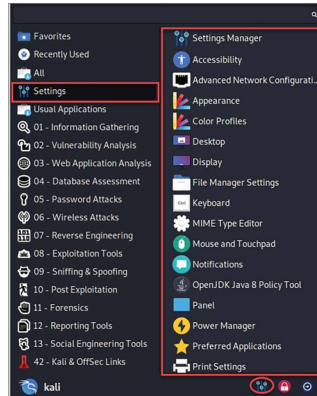 Favorites
Recently Used
All
Settings
Usual Applications
01 - Information Gathering
02 - Vulnerability Analysis
03 - Web Application Analysis
04 - Database Assessment
05 - Password Attacks
06 - Wireless Attacks
07 - Reverse Engineering
08 - Exploitation Tools
09 - Sniffing & Spoofing
10 - Post Exploitation
11 - Forensics
12 - Reporting Tools
13 - Social Engineering Tools
42 - Kali & OffSec Links
kali
Settings Manager
Accessibility
Advanced Network Configurati...
Appearance
Color Profiles
Desktop
Display
File Manager Settings
Keyboard
MIME Type Editor
Mouse and Touchpad
Notifications
OpenJDK Java 8 Policy Tool
Panel
Power Manager
Preferred Applications
Print Settings